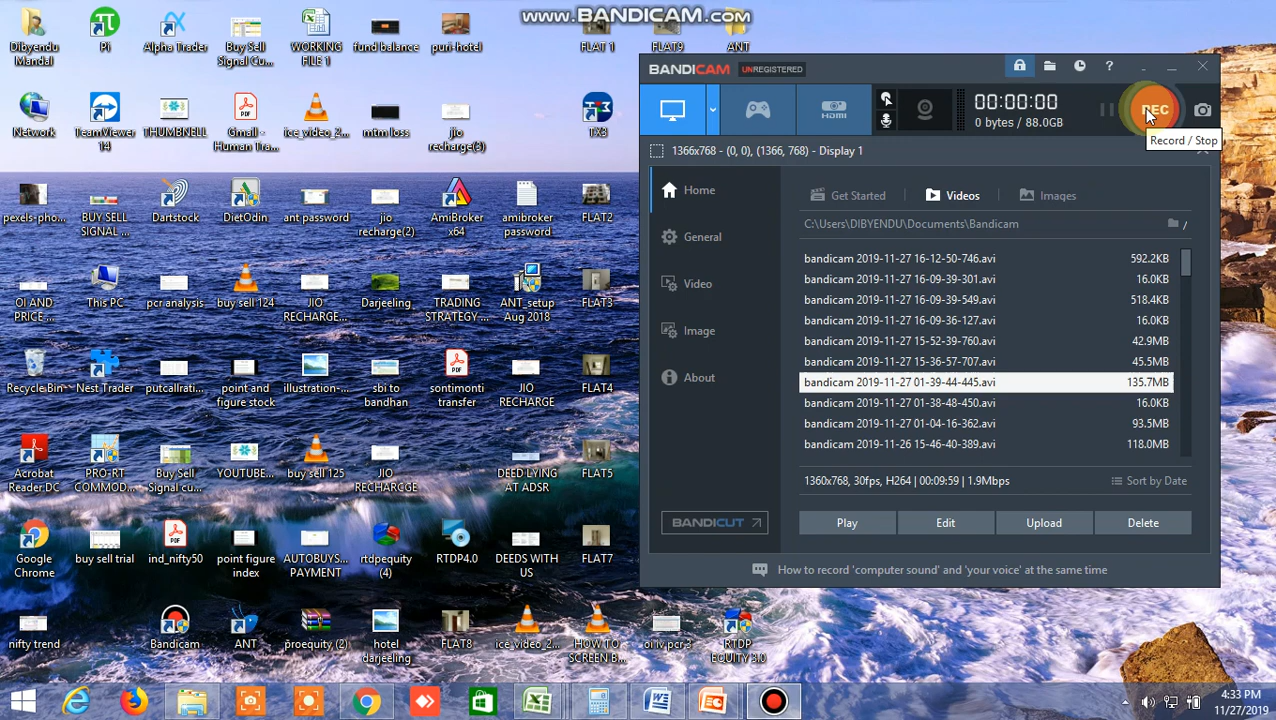 www.BANDICAM.com
Dibyendu
Mandal
Pi
Alpha Trader
Buy Sell
Signal Cu...
WORKING
FILE 1
fund balance
puri-hotel
FLAT 1
FLAT9
ANT
Network
TeamViewer
14
THUMBNELL
Gmail -
Human Tra...
ice_video_2...
mtm loss
jio
recharge(3)
TX3
pexels-pho...
BUY SELL
SIGNAL ...
Dartstock
DietOdin
ant password
jio
recharge(2)
AmiBroker
x64
amibroker
password
FLAT2
OI AND
PRICE ...
This PC
pcr analysis
buy sell 124
JIO
RECHARGE...
Darjeeling
TRADING
STRATEGY...
ANT_setup
Aug 2018
FLAT3
Recycle Bin
Nest Trader
putcallrati...
point and
figure stock
illustration-...
sbi to
bandhan
sontimonti
transfer
JIO
RECHARGE
FLAT4
Acrobat
Reader DC
PRO-RT
COMMOD...
Buy Sell
Signal cu...
YOUTUBE...
buy sell 125
JIO
RECHARCGE
DEED LYING
AT ADSR
FLAT5
Google
Chrome
buy sell trial
ind_nifty50
point figure
index
AUTOBUYS...
PAYMENT
rtdpequity
(4)
RTDP4.0
DEEDS WITH
US
FLAT7
nifty trend
Bandicam
ANT
proequity (2)
hotel
darjeeling
FLAT8
ice_video_2...
HOW TO
SCREEN B...
oi iv pcr-3
RTDP
EQUITY 3.0
BANDICAM UNREGISTERED
HDMI
00:00:00
0 bytes / 88.0GB
REC
Record / Stop
1366x768 - (0, 0), (1366, 768) - Display 1
Home
General
Video
Image
About
BANDICUT
Get Started
Videos
Images
C:\Users\DIBYENDU\Documents\Bandicam
/
bandicam 2019-11-27 16-12-50-746.avi 592.2KB
bandicam 2019-11-27 16-09-39-301.avi 16.0KB
bandicam 2019-11-27 16-09-39-549.avi 518.4KB
bandicam 2019-11-27 16-09-36-127.avi 16.0KB
bandicam 2019-11-27 15-52-39-760.avi 42.9MB
bandicam 2019-11-27 15-36-57-707.avi 45.3MB
bandicam 2019-11-27 01-39-44-445.avi 135.7MB
bandicam 2019-11-27 01-38-48-450.avi 16.0KB
bandicam 2019-11-27 01-04-16-362.avi 93.5MB
bandicam 2019-11-26 15-46-40-389.avi 118.0MB
1366x768, 30FPS, H264 | 00:09:59 | 1.9Mbps
Sort by Date
Play
Edit
Upload
Delete
How to record 'computer sound' and 'your voice' at the same time
4:33 PM
11/27/2019